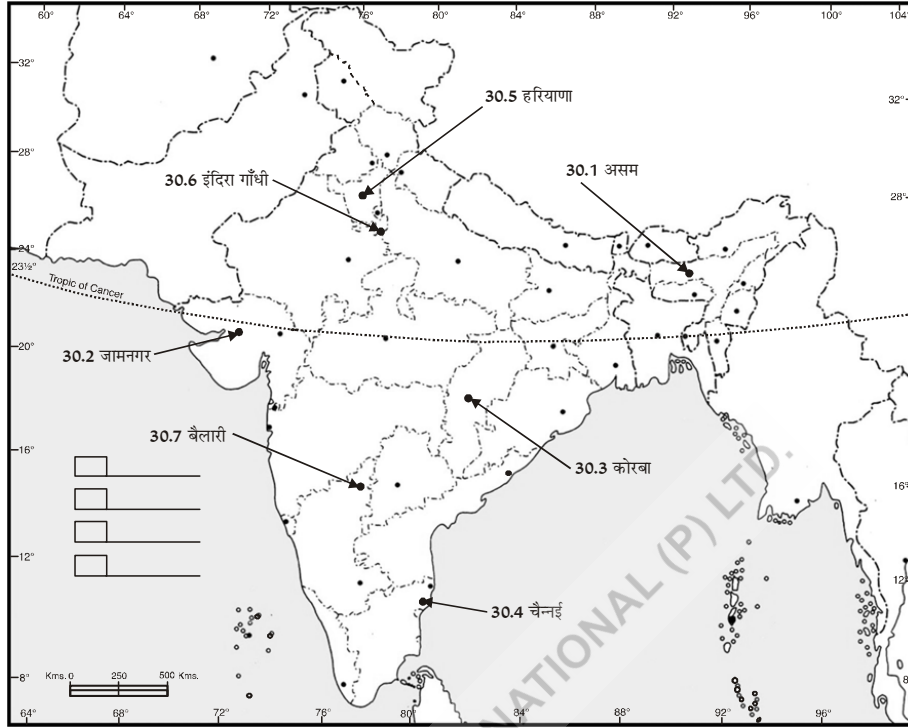 60° 64° 68° 72° 76° 80° 84° 88° 92° 96° 100° 104°
32°
32°
30.5 हरियाणा
28°
30.6 इंदिरा गाँधी
30.1 असम
28°
24°
23½°
Tropic of Cancer
20°
30.2 जामनगर
16°
30.7 बैलारी
30.3 कोरबा
16°
12°
12°
30.4 चैन्नई
NATIONAL (P) LTD.
8°
8
Kms. 0 250 500 Kms.
64° 68° 72° 76° 80° 84° 88° 92° 96°